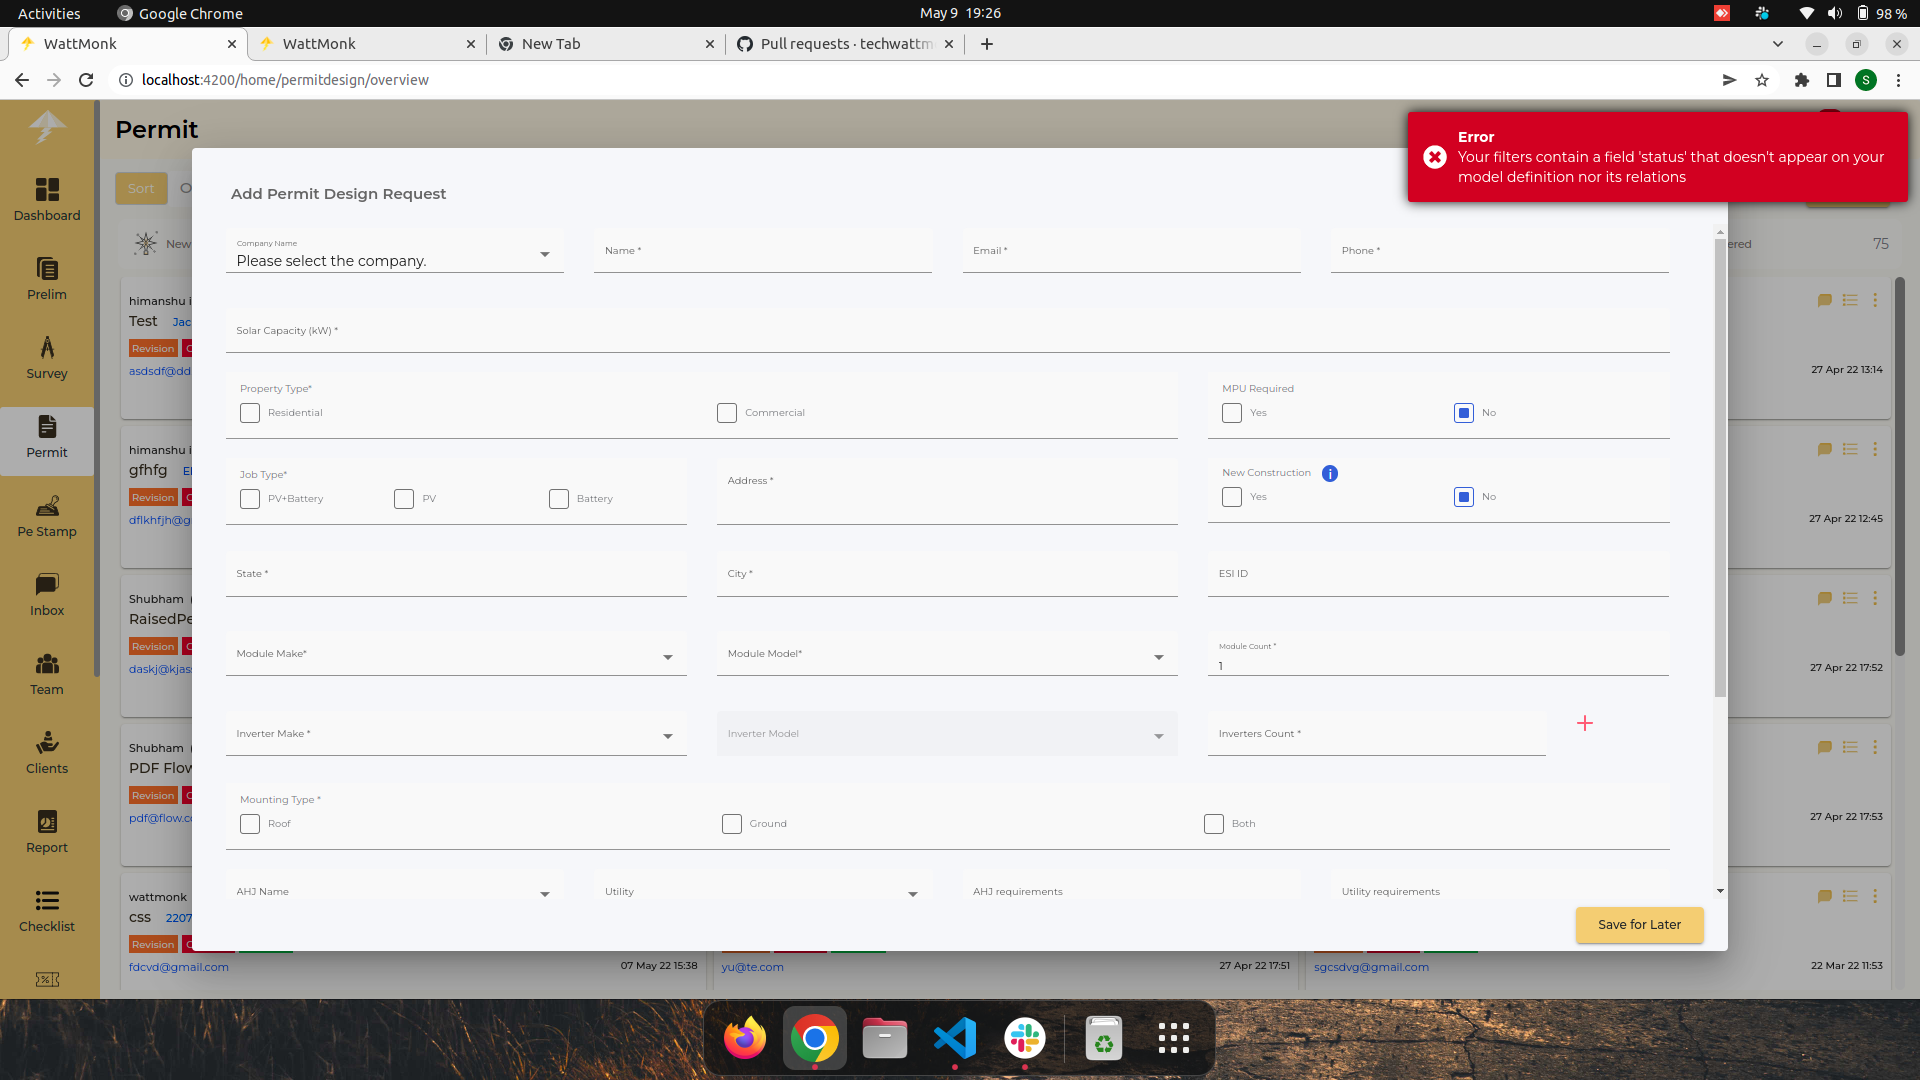 Activities
Google Chrome
May 9 19:26
98 %
WattMonk
WattMonk
New Tab
Pull requests · techwattm
localhost:4200/home/permitdesign/overview
S
Permit
Error
Your filters contain a field 'status' that doesn't appear on your
model definition nor its relations
Sort
Add Permit Design Request
Dashboard
Prelim
Survey
Permit
Pe Stamp
Inbox
Team
Clients
Report
Checklist
New
75
Company Name
Please select the company.
Name *
Email *
Phone *
Solar Capacity (kW) *
Property Type*
Residential
Commercial
MPU Required
Yes
No
Job Type*
PV+Battery
PV
Battery
Address *
New Construction
Yes
No
State *
City *
ESI ID
Module Make*
Module Model*
Module Count *
1
Inverter Make *
Inverter Model
Inverters Count *
Mounting Type *
Roof
Ground
Both
AHJ Name
Utility
AHJ requirements
Utility requirements
Save for Later
himanshu i
Test Jac
Revision
asdsdf@dd
27 Apr 22 13:14
himanshu i
gfhfg El
Revision
dflkhfjh@g
27 Apr 22 12:45
Shubham (
RaisedPe
Revision
daskj@kjas
27 Apr 22 17:52
Shubham (
PDF Flow
Revision
pdf@flow.co
27 Apr 22 17:53
wattmonk
css 2207
Revision
fdcvd@gmail.com
07 May 22 15:38
yu@te.com
27 Apr 22 17:51
sgcsdvg@gmail.com
22 Mar 22 11:53